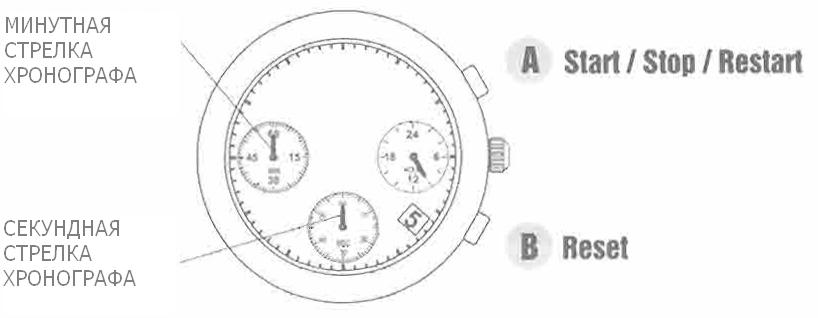 МИНУТНАЯ
СТРЕЛКА
ХРОНОГРАФА
A Start / Stop / Restart
60
45 15
30
24
18 6
12
5
СЕКУНДНАЯ
СТРЕЛКА
ХРОНОГРАФА
B Reset